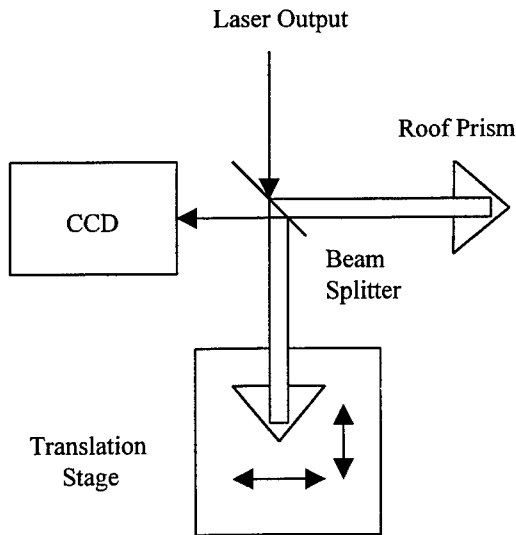 Laser Output
Roof Prism
CCD
Beam
Splitter
Translation
Stage